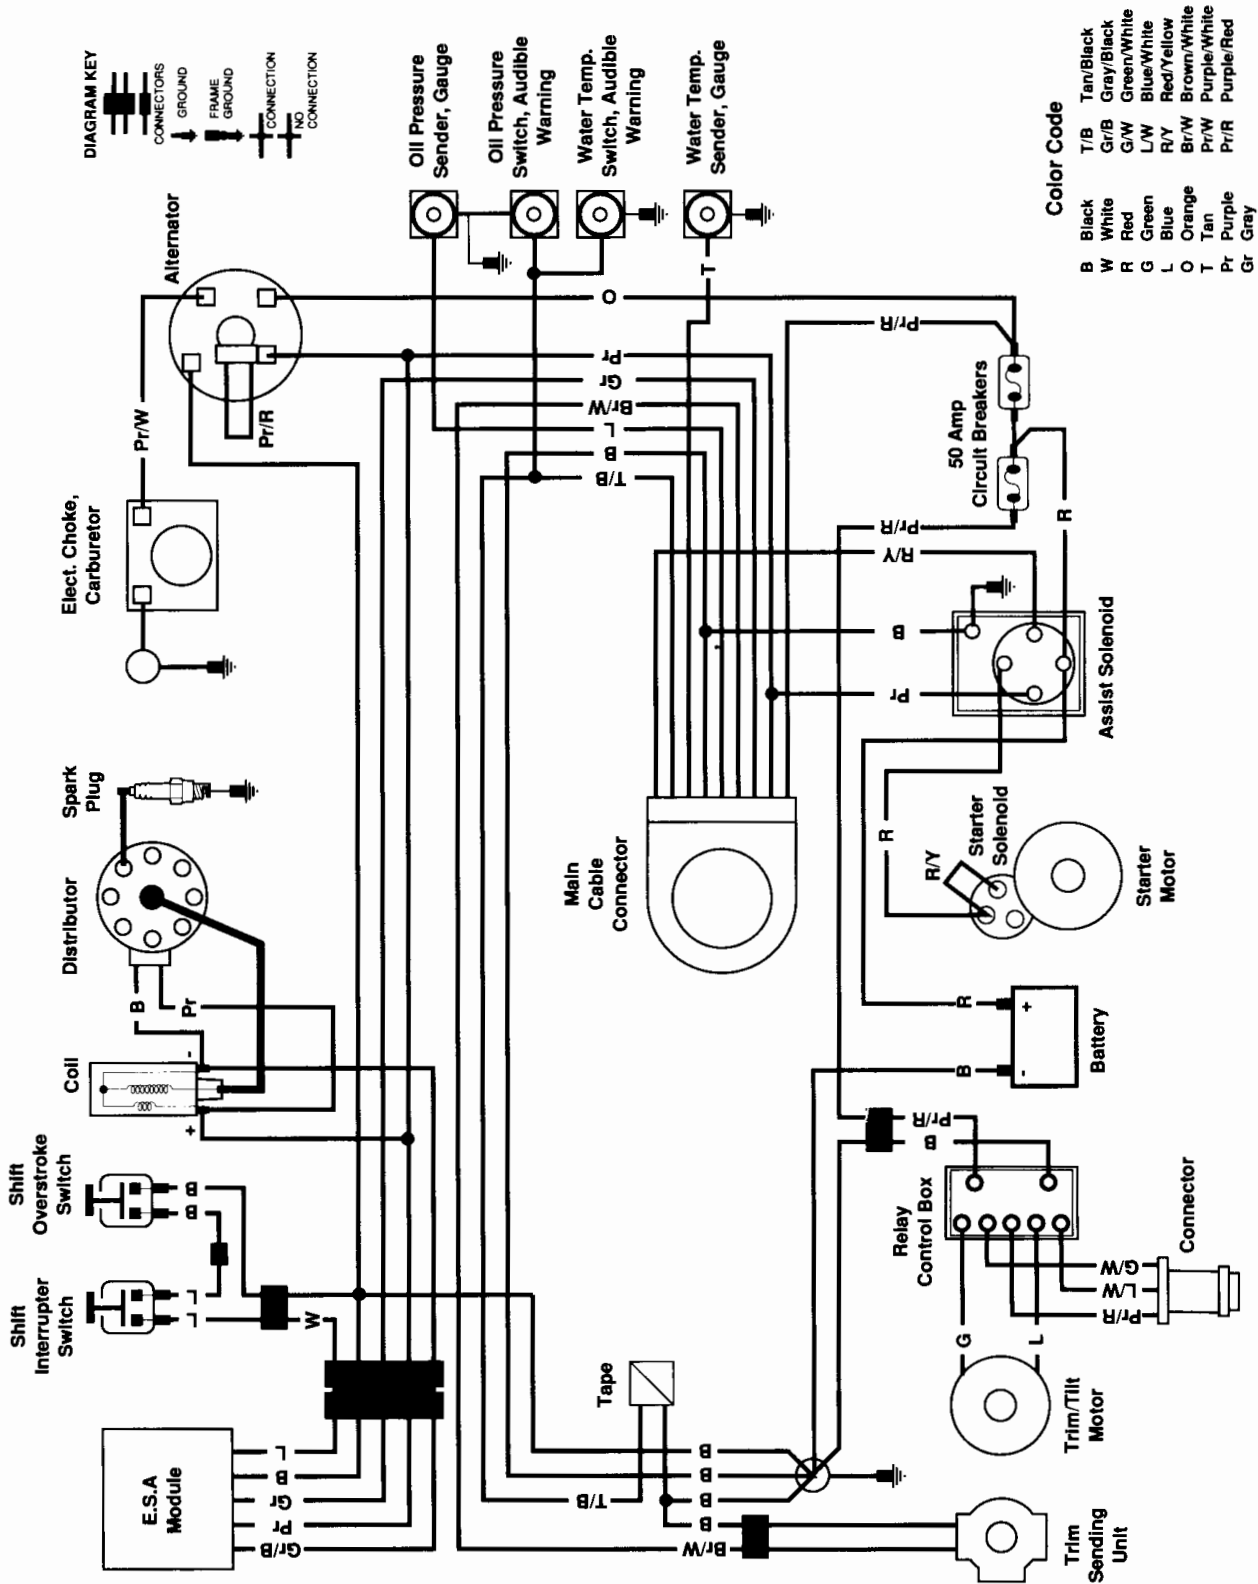 DIAGRAM KEY
CONNECTORS
GROUND
FRAME
GROUND
CONNECTION
NO
CONNECTION
Alternator
Pr/W
Pr/R
Elect. Choke,
Carburetor
Spark
Plug
Distributor
B
Pr
Coil
-
+
Shift
Overstroke
Switch
B
B
Shift
Interrupter
Switch
L
L
W
E.S.A
Module
L
B
Gr
Pr
Gr/B
Oil Pressure
Sender, Gauge
Oil Pressure
Switch, Audible
Warning
Water Temp.
Switch, Audible
Warning
Water Temp.
Sender, Gauge
T
O
Pr
Gr
Br/W
L
B
T/B
Pr/R
50 Amp
Circuit Breakers
R
Pr/R
R/Y
B
Pr
Assist Solenoid
Main
Cable
Connector
R
R/Y
Starter
Solenoid
Starter
Motor
R
B
+
-
Battery
Pr/R
B
Relay
Control Box
G/W
L/W
Pr/R
Connector
G
L
Trim/Tilt
Motor
Tape
B
B
B
T/B
B
Br/W
Trim
Sending
Unit
Color Code
B Black T/B Tan/Black
W White Gr/B Gray/Black
R Red G/W Green/White
G Green L/W Blue/White
L Blue R/Y Red/Yellow
O Orange Br/W Brown/White
T Tan Pr/W Purple/White
Pr Purple Pr/R Purple/Red
Gr Gray